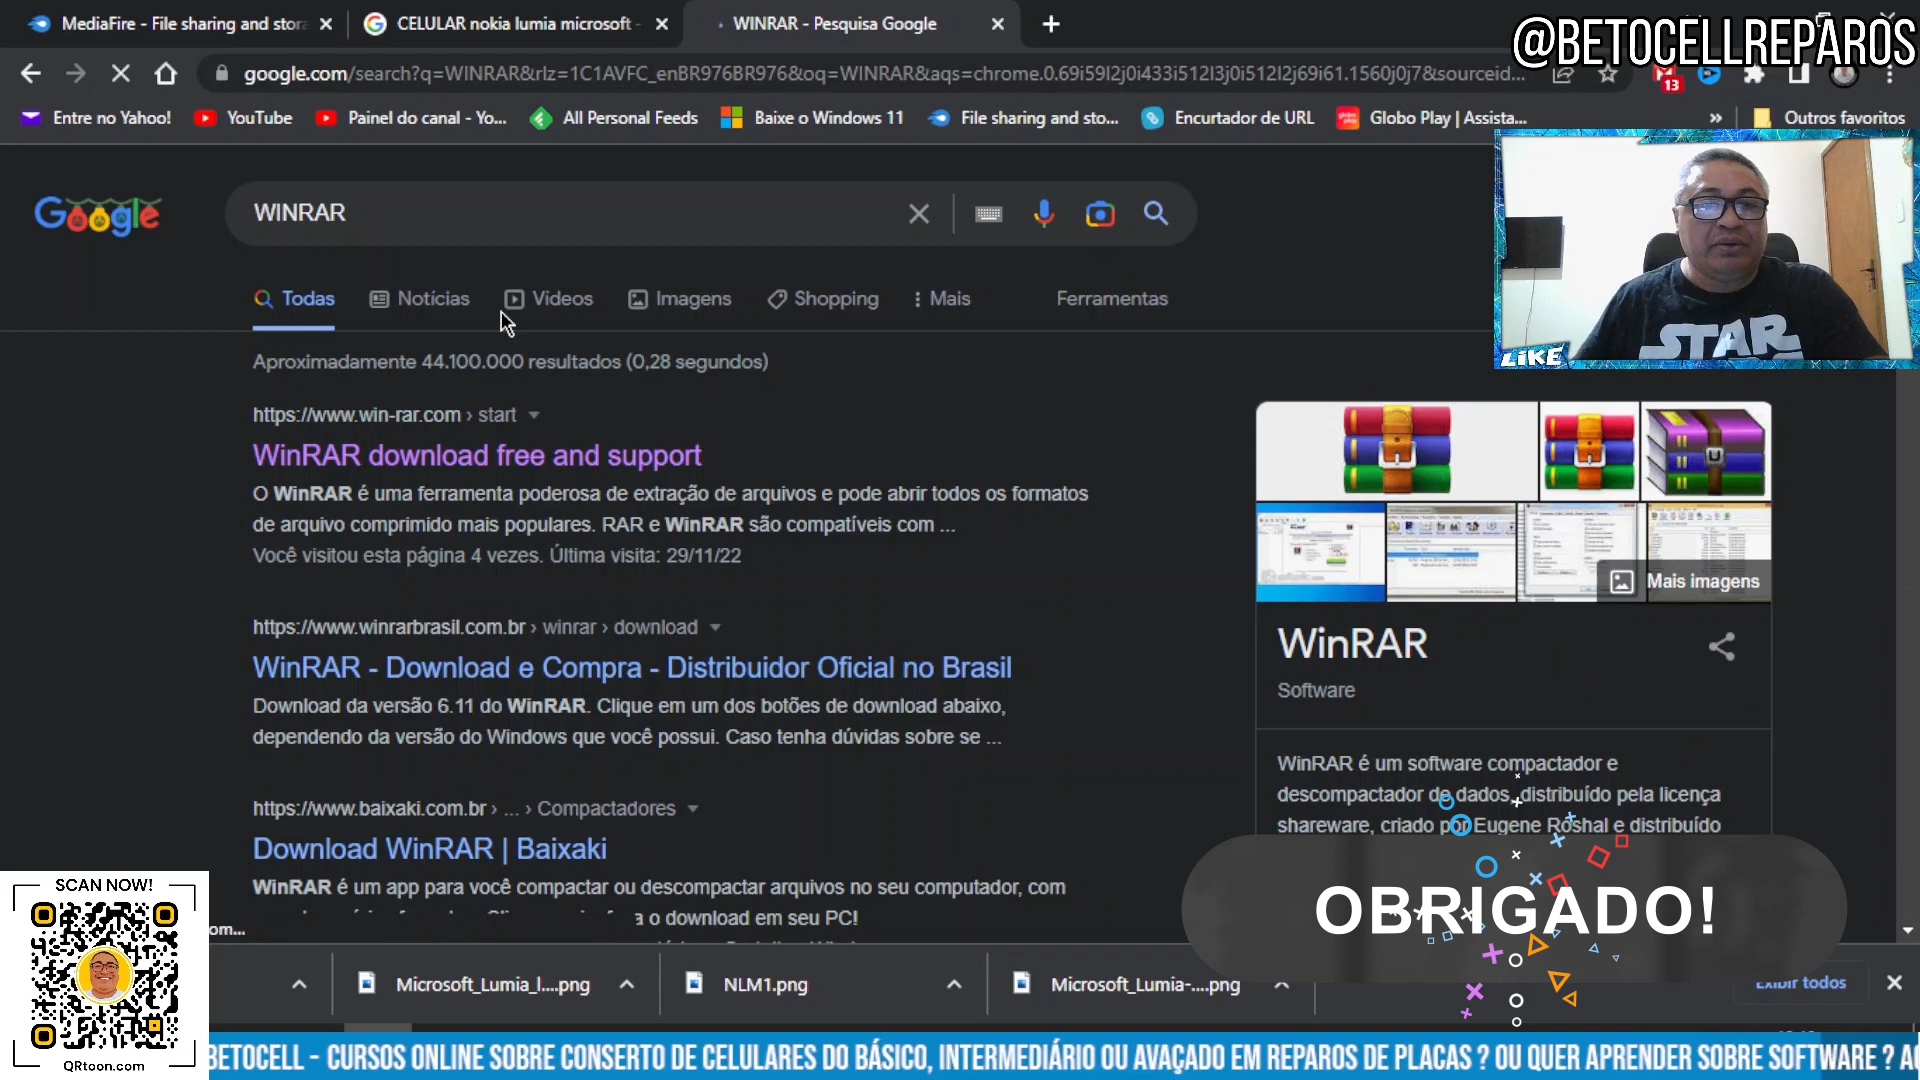 MediaFire - File sharing and stora
CELULAR nokia lumia microsoft -
WINRAR - Pesquisa Google
@BETOCELLREPAROS
google.com/search?q=WINRAR&rlz=1C1AVFC_enBR976BR976&oq=WINRAR&aqs=chrome.0.69i59l2j0i433i512l3j0i512l2j69i61.1560j0j7&sourceid...
13
Entre no Yahoo!
YouTube
Painel do canal - Yo...
All Personal Feeds
Baixe o Windows 11
File sharing and sto...
Encurtador de URL
Globo Play | Assista...
»
Outros favoritos
Google
WINRAR
STAR
LIKE
Todas
Notícias
Videos
Imagens
Shopping
Mais
Ferramentas
Aproximadamente 44.100.000 resultados (0,28 segundos)
https://www.win-rar.com › start
WinRAR download free and support
O WinRAR é uma ferramenta poderosa de extração de arquivos e pode abrir todos os formatos
de arquivo comprimido mais populares. RAR e WinRAR são compatíveis com ...
Você visitou esta página 4 vezes. Última visita: 29/11/22
https://www.winrarbrasil.com.br › winrar › download
WinRAR - Download e Compra - Distribuidor Oficial no Brasil
Download da versão 6.11 do WinRAR. Clique em um dos botões de download abaixo,
dependendo da versão do Windows que você possui. Caso tenha dúvidas sobre se ...
https://www.baixaki.com.br › ... › Compactadores
Download WinRAR | Baixaki
WinRAR é um app para você compactar ou descompactar arquivos no seu computador, com
a o download em seu PC!
om...
Mais imagens
WinRAR
Software
WinRAR é um software compactador e
descompactador de dados, distribuído pela licença
shareware, criado por Eugene Roshal e distribuído
OBRIGADO!
SCAN NOW!
QRtoon.com
Microsoft_Lumia_l....png
NLM1.png
Microsoft_Lumia-....png
Exibir todos
BETOCELL - CURSOS ONLINE SOBRE CONSERTO DE CELULARES DO BÁSICO, INTERMEDIÁRIO OU AVAÇADO EM REPAROS DE PLACAS ? OU QUER APRENDER SOBRE SOFTWARE ? AC